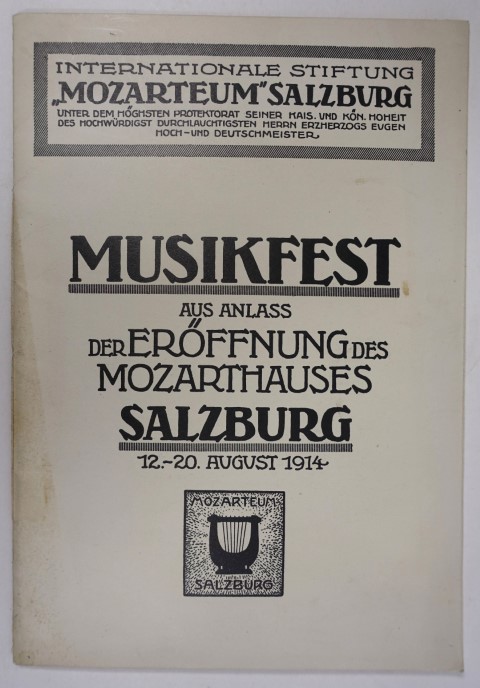 INTERNATIONALE STIFTUNG
„MOZARTEUM" SALZBURG
UNTER DEM HÖCHSTEN PROTEKTORAT SEINER KAIS. UND KÖN. HOHEIT
DES HOCHWÜRDIGST DURCHLAUCHTIGSTEN HERRN ERZHERZOGS EUGEN
HOCH- UND DEUTSCHMEISTER
MUSIKFEST
AUS ANLASS
DER ERÖFFNUNG DES
MOZARTHAUSES
SALZBURG
12.-20. AUGUST 1914
MOZARTEUM
SALZBURG